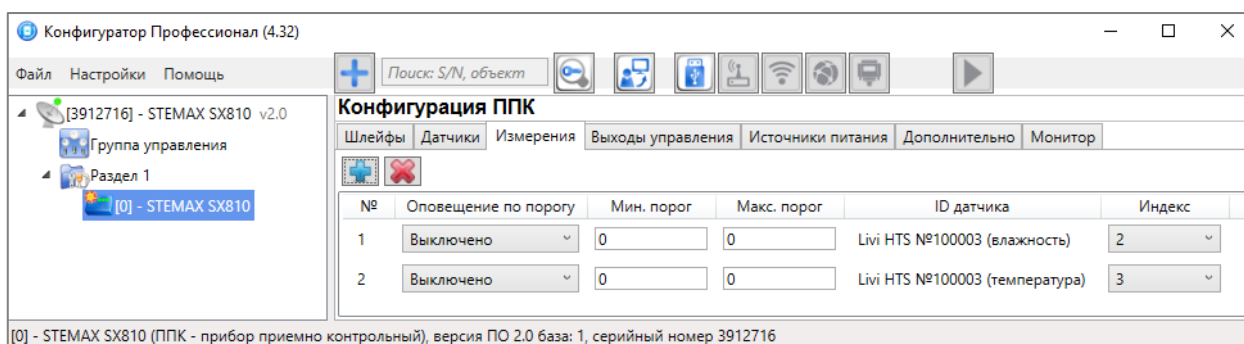 Конфигуратор Профессионал (4.32)
Файл Настройки Помощь
Поиск: S/N, объект
[3912716] - STEMAX SX810 v2.0
Группа управления
Раздел 1
[0] - STEMAX SX810
Конфигурация ППК
Шлейфы Датчики Измерения Выходы управления Источники питания Дополнительно Монитор
№ Оповещение по порогу Мин. порог Макс. порог ID датчика Индекс
1 Выключено 0 0 Livi HTS №100003 (влажность) 2
2 Выключено 0 0 Livi HTS №100003 (температура) 3
[0] - STEMAX SX810 (ППК - прибор приемно контрольный), версия ПО 2.0 база: 1, серийный номер 3912716